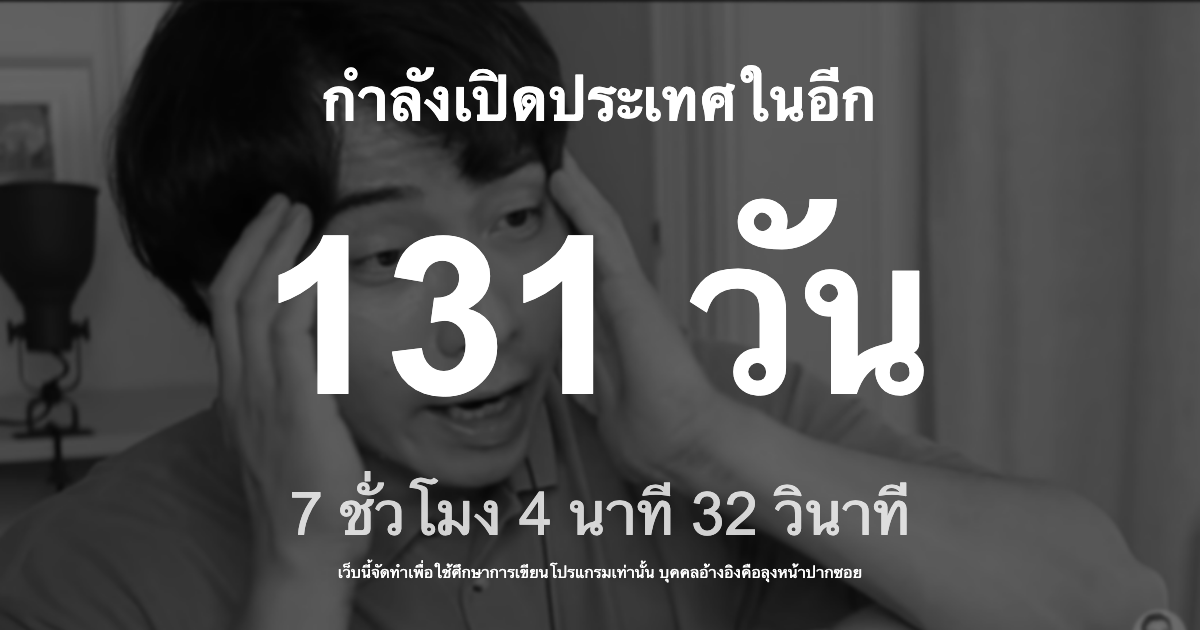 กำลังเปิดประเทศในอีก
131 วัน
7 ชั่วโมง 4 นาที 32 วินาที
เว็บนี้จัดทำเพื่อใช้ศึกษาการเขียนโปรแกรมเท่านั้น บุคคลอ้างอิงคือลุงหน้าปากซอย